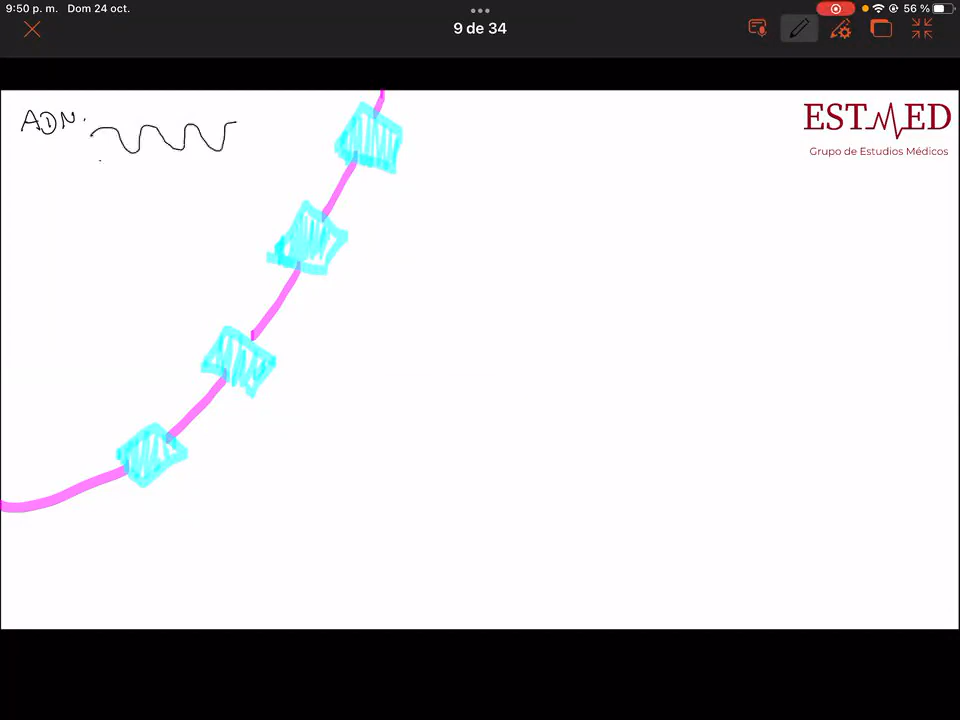 9:50 p. m. Dom 24 oct.
56 %
9 de 34
ADN.
ESTMED
Grupo de Estudios Médicos